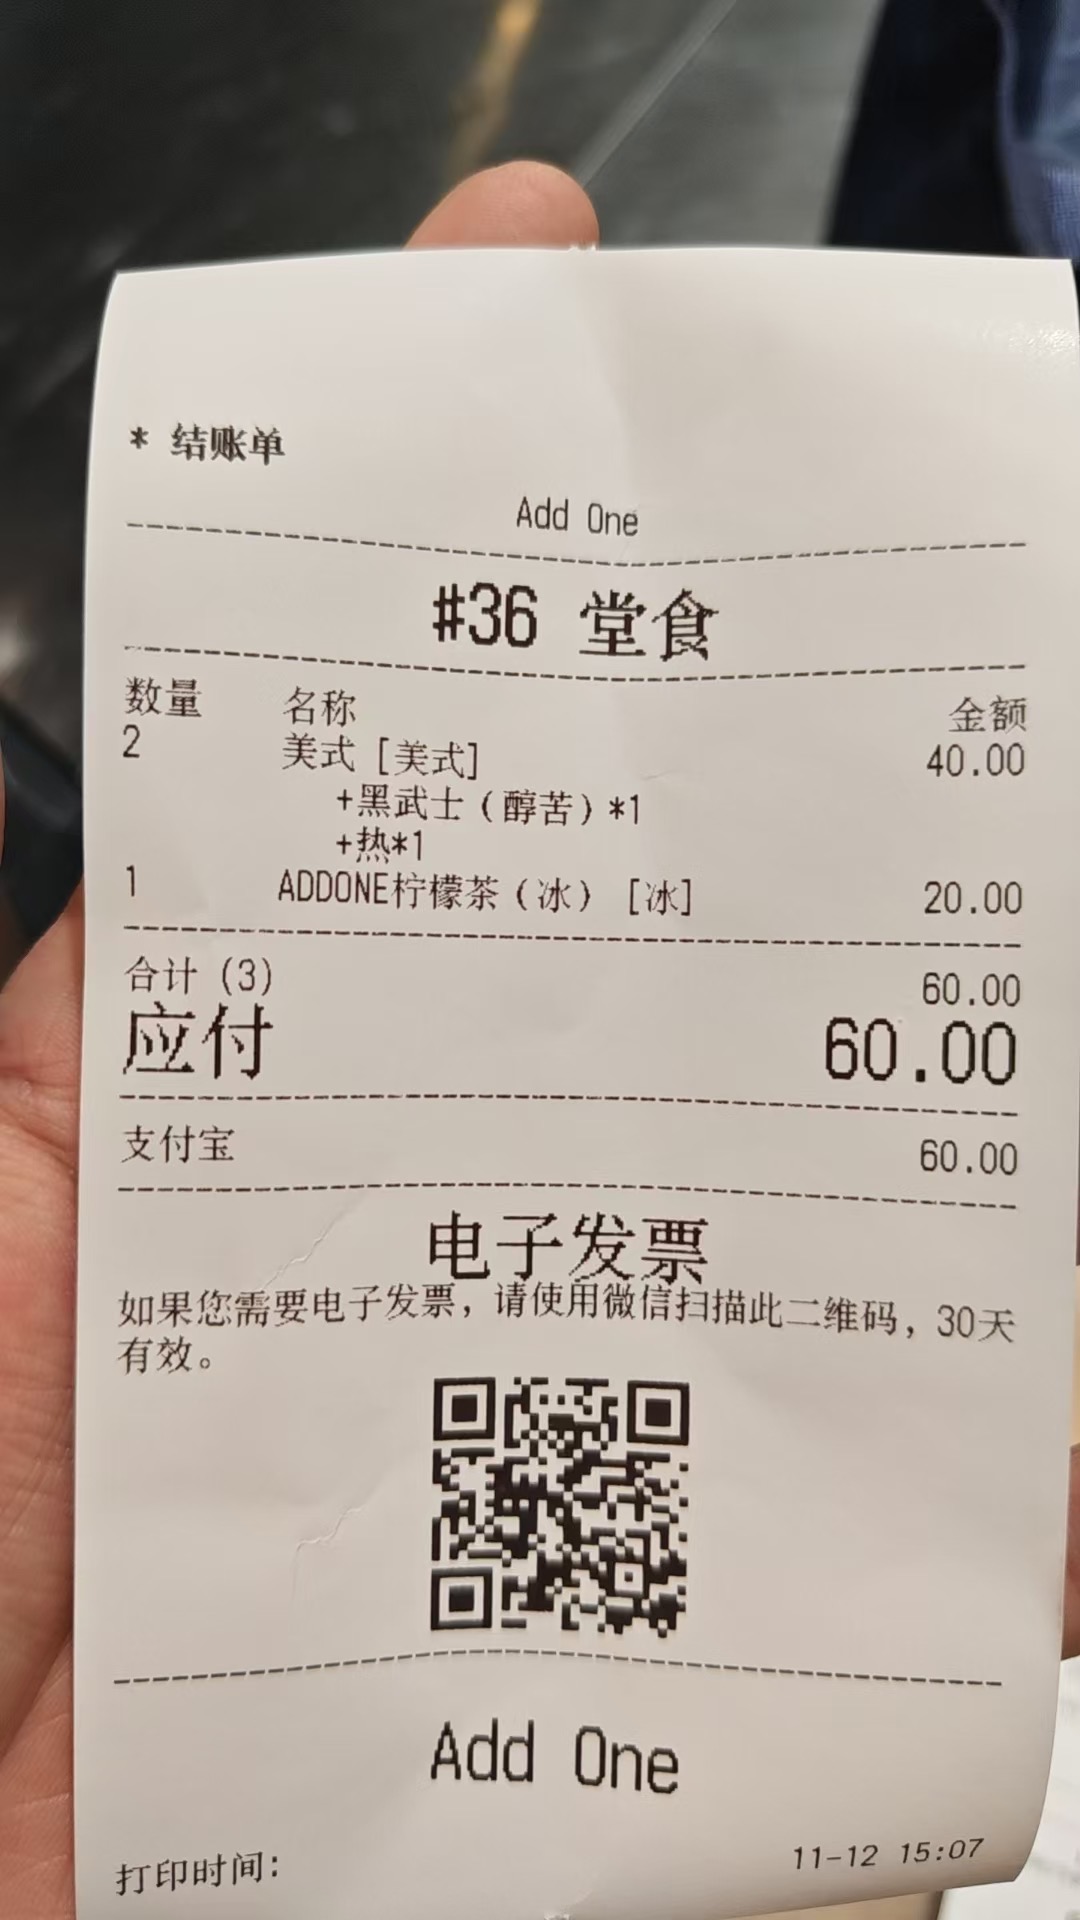 * 结账单
Add One
#36 堂食
数量 名称 金额
2 美式 [美式] 40.00
+黑武士（醇苦）*1
+热*1
1 ADDONE柠檬茶（冰） [冰] 20.00
合计 (3) 60.00
应付 60.00
支付宝 60.00
电子发票
如果您需要电子发票，请使用微信扫描此二维码，30天
有效。
Add One
打印时间: 11-12 15:07